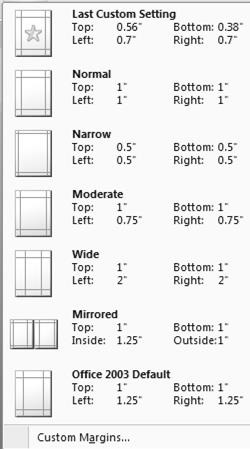 Last Custom Setting
Top: 0.56" Bottom: 0.38"
Left: 0.7" Right: 0.7"
Normal
Top: 1" Bottom: 1"
Left: 1" Right: 1"
Narrow
Top: 0.5" Bottom: 0.5"
Left: 0.5" Right: 0.5"
Moderate
Top: 1" Bottom: 1"
Left: 0.75" Right: 0.75"
Wide
Top: 1" Bottom: 1"
Left: 2" Right: 2"
Mirrored
Top: 1" Bottom: 1"
Inside: 1.25" Outside:1"
Office 2003 Default
Top: 1" Bottom: 1"
Left: 1.25" Right: 1.25"
Custom Margins...